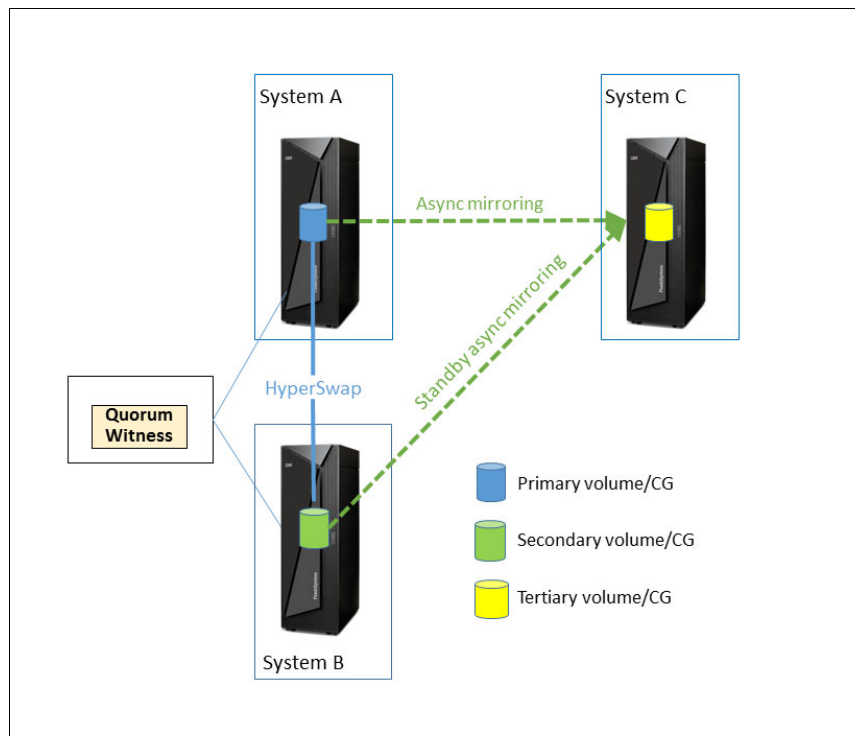 System A
System C
Async mirroring
Standby async mirroring
HyperSwap
Quorum
Witness
System B
Primary volume/CG
Secondary volume/CG
Tertiary volume/CG